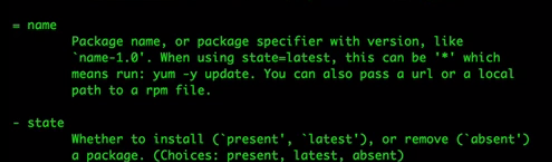 = name
Package name, or package specifier with version, like
`name-1.0'. When using state=latest, this can be '*' which
means run: yum -y update. You can also pass a url or a local
path to a rpm file.
- state
Whether to install (`present', `latest'), or remove (`absent')
a package. (Choices: present, latest, absent)